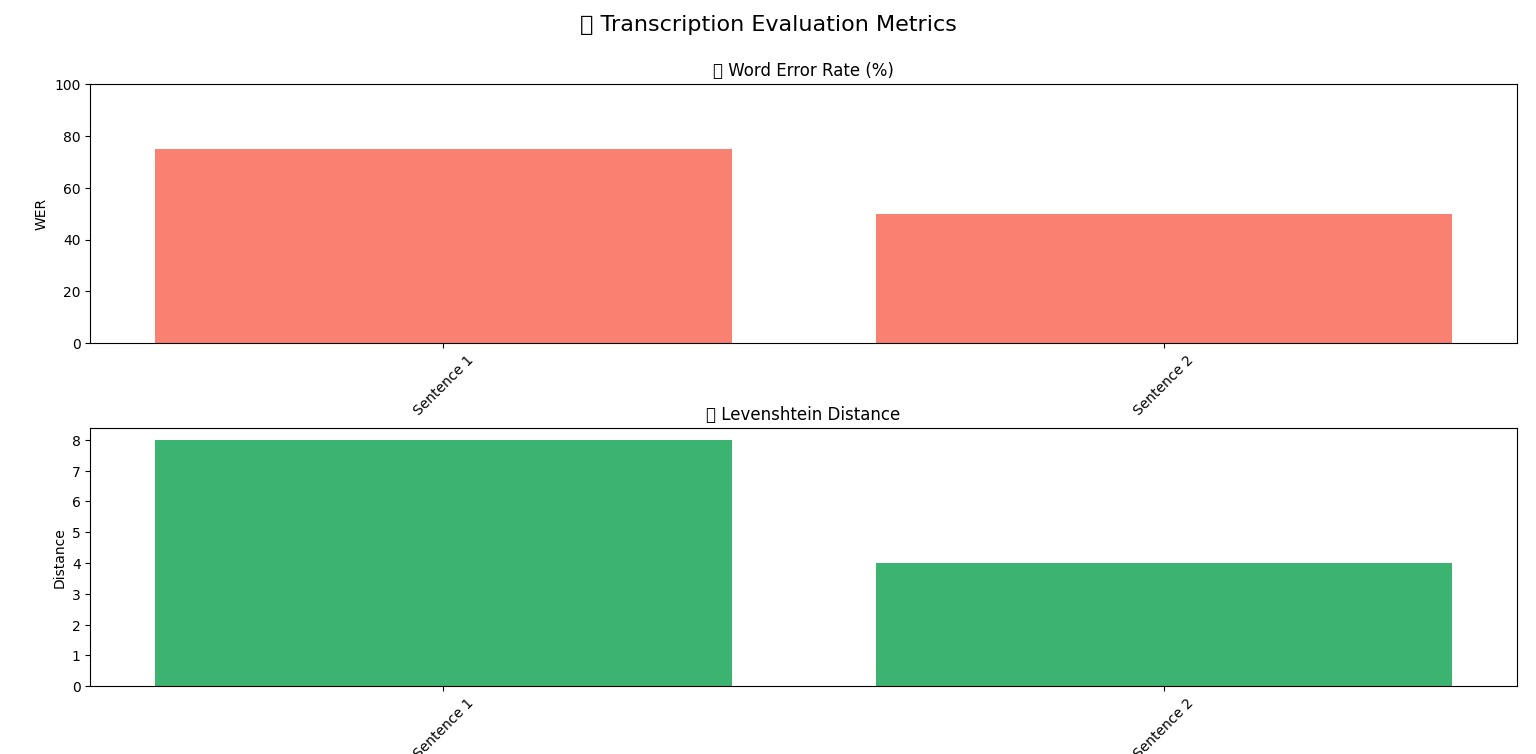 ▯ Transcription Evaluation Metrics
▯ Word Error Rate (%)
100
80
60
40
20
0
WER
Sentence 1
Sentence 2
▯ Levenshtein Distance
8
7
6
5
4
3
2
1
0
Distance
Sentence 1
Sentence 2